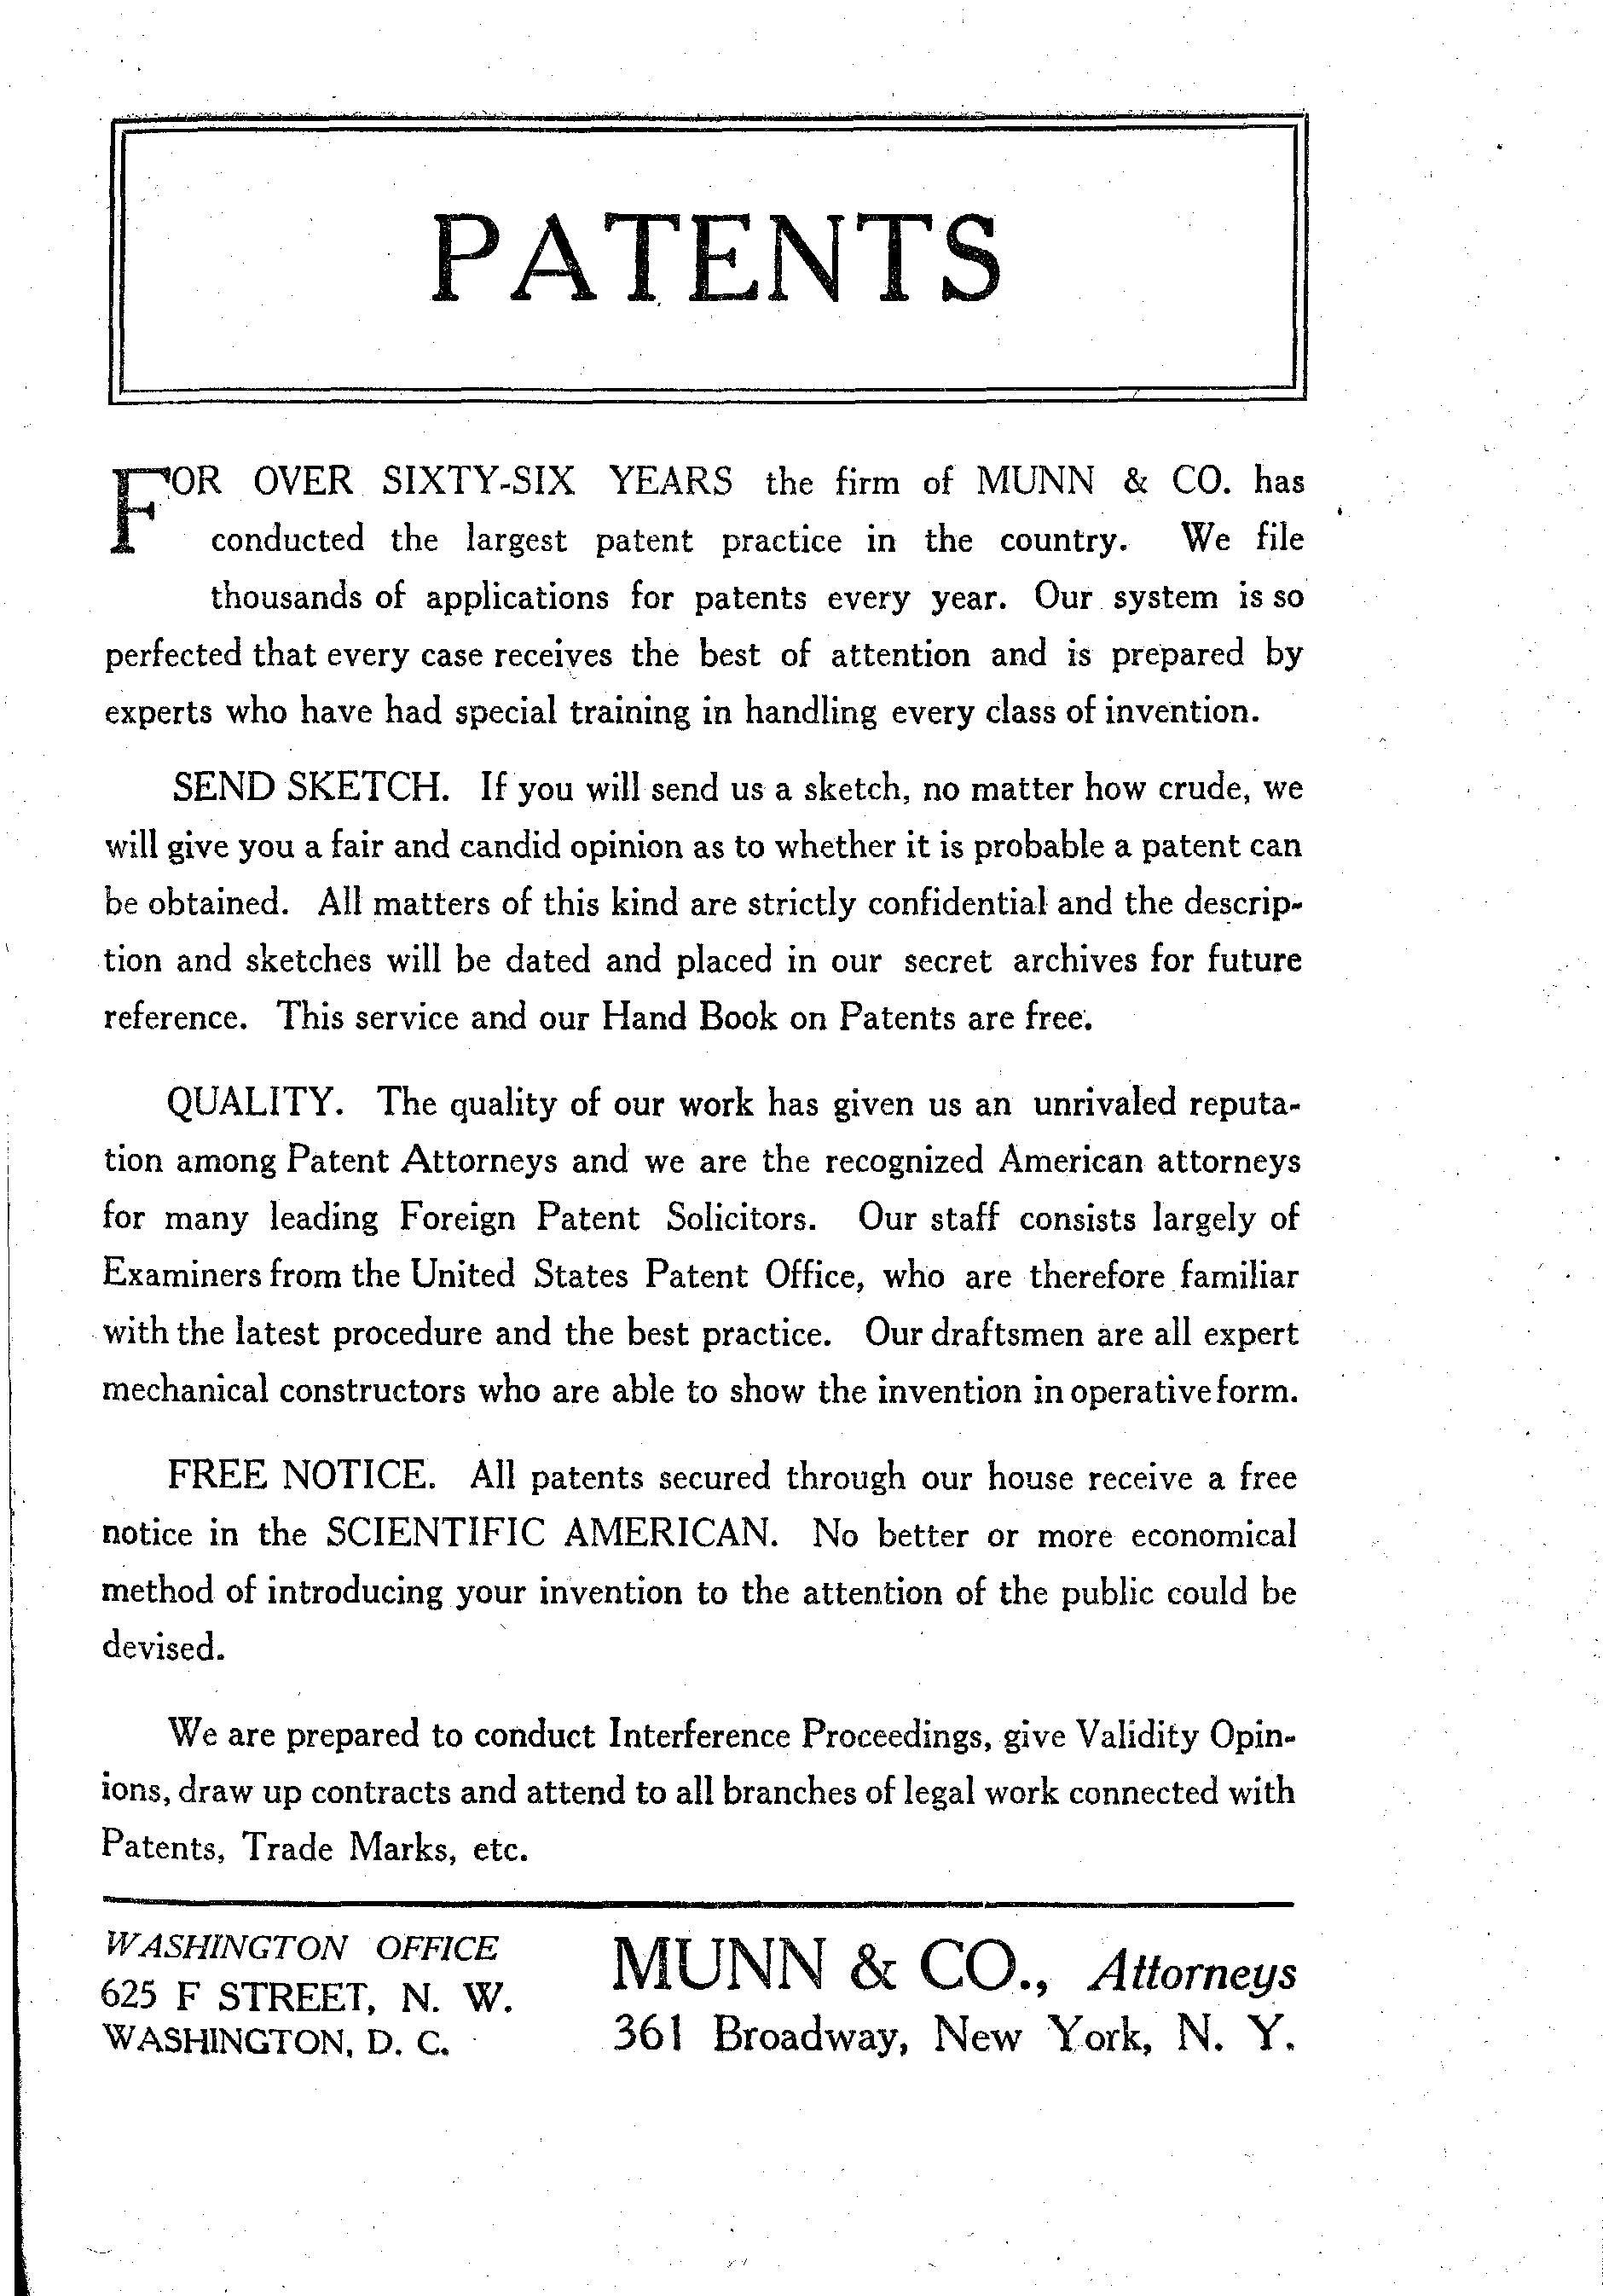 PATENTS
FOR OVER SIXTY-SIX YEARS the firm of MUNN & CO. has
conducted the largest patent practice in the country. We file
thousands of applications for patents every year. Our system is so
perfected that every case receives the best of attention and is prepared by
experts who have had special training in handling every class of invention.
SEND SKETCH. If you will send us a sketch, no matter how crude, we
will give you a fair and candid opinion as to whether it is probable a patent can
be obtained. All matters of this kind are strictly confidential and the descrip-
tion and sketches will be dated and placed in our secret archives for future
reference. This service and our Hand Book on Patents are free.
QUALITY. The quality of our work has given us an unrivaled reputa-
tion among Patent Attorneys and we are the recognized American attorneys
for many leading Foreign Patent Solicitors. Our staff consists largely of
Examiners from the United States Patent Office, who are therefore familiar
with the latest procedure and the best practice. Our draftsmen are all expert
mechanical constructors who are able to show the invention in operative form.
FREE NOTICE. All patents secured through our house receive a free
notice in the SCIENTIFIC AMERICAN. No better or more economical
method of introducing your invention to the attention of the public could be
devised.
We are prepared to conduct Interference Proceedings, give Validity Opin-
ions, draw up contracts and attend to all branches of legal work connected with
Patents, Trade Marks, etc.
WASHINGTON OFFICE
625 F STREET, N. W.
WASHINGTON, D. C.
MUNN & CO., Attorneys
361 Broadway, New York, N. Y.